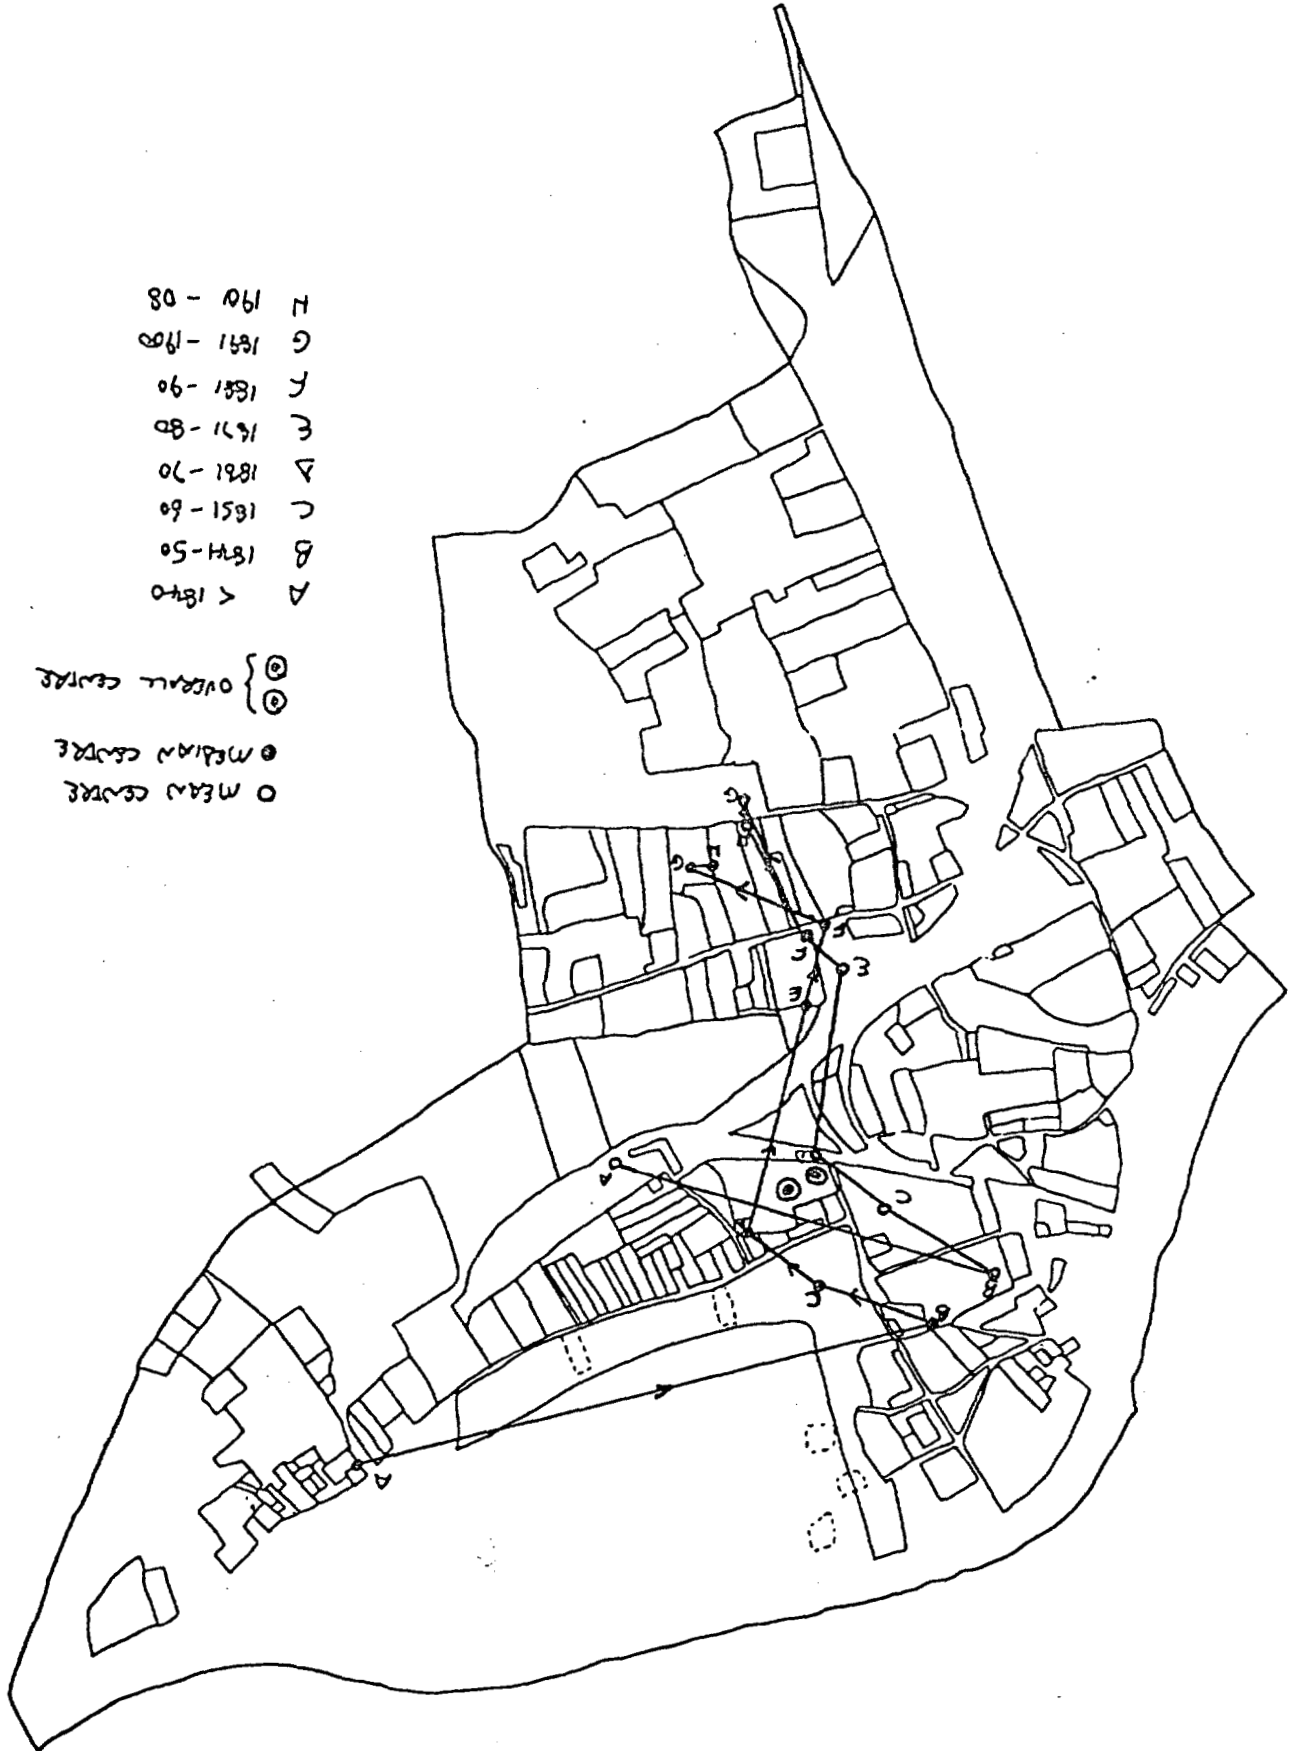 ○ MEAN CENTRE
● MEDIAN CENTRE
OVERALL CENTRE
A < 1840
B 1841-50
C 1851-60
D 1861-70
E 1871-80
F 1881-90
G 1891-1900
H 1901-08
A
A
B
B
C
C
D
D
E
E
F
F
G
G
H